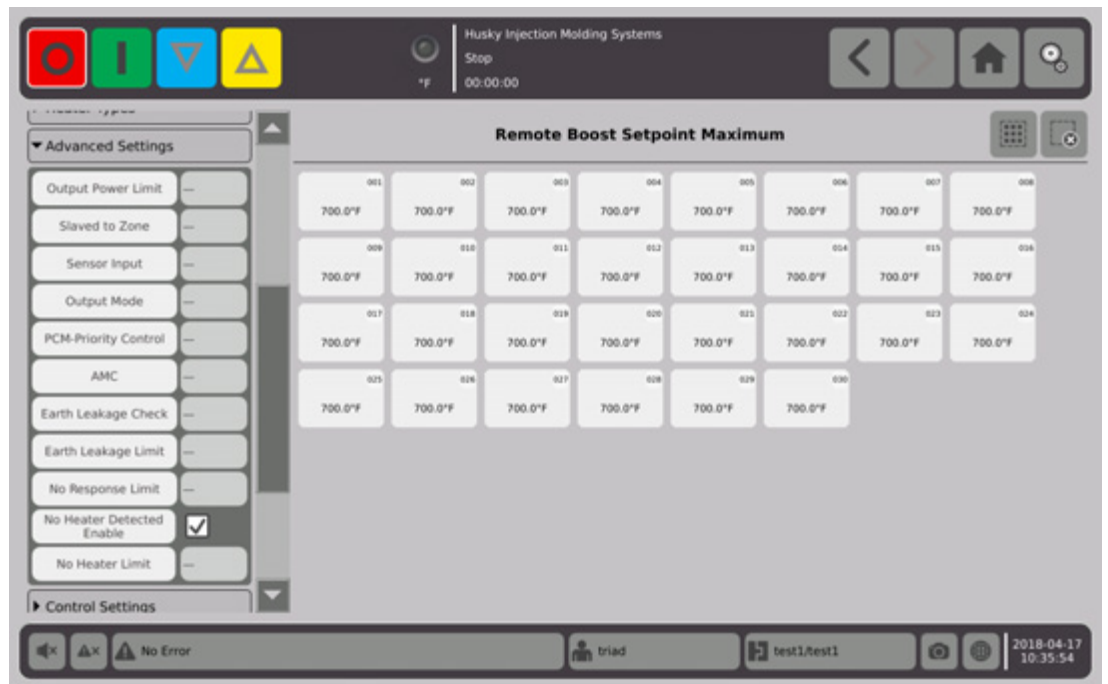 Husky Injection Molding Systems
Stop
°F 00:00:00
Heater Types
Advanced Settings
Remote Boost Setpoint Maximum
Output Power Limit —
Slaved to Zone —
Sensor Input —
Output Mode —
PCM-Priority Control —
AMC —
Earth Leakage Check —
Earth Leakage Limit —
No Response Limit —
No Heater Detected
Enable
No Heater Limit —
Control Settings
001 002 003 004 005 006 007 008
700.0°F 700.0°F 700.0°F 700.0°F 700.0°F 700.0°F 700.0°F 700.0°F
009 010 011 012 013 014 015 016
700.0°F 700.0°F 700.0°F 700.0°F 700.0°F 700.0°F 700.0°F 700.0°F
017 018 019 020 021 022 023 024
700.0°F 700.0°F 700.0°F 700.0°F 700.0°F 700.0°F 700.0°F 700.0°F
025 026 027 028 029 030
700.0°F 700.0°F 700.0°F 700.0°F 700.0°F 700.0°F
No Error
triad
test1/test1
2018-04-17
10:35:54